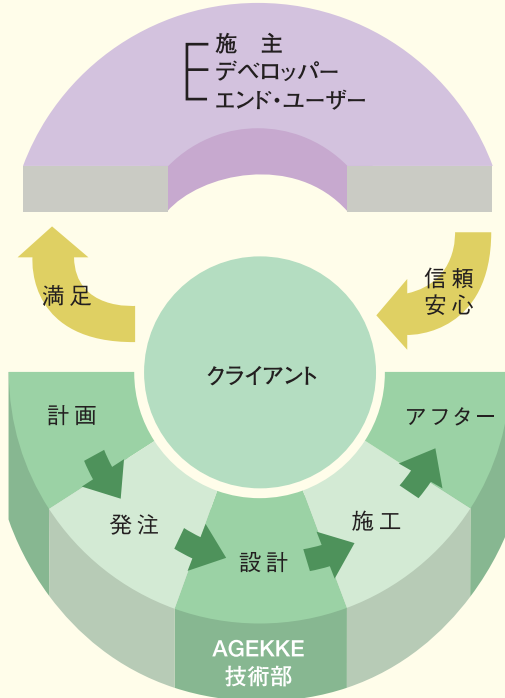 施 主
デベロッパー
エンド・ユーザー
満足
信頼
安心
クライアント
計画
アフター
発注
施工
設計
AGEKKE
技術部